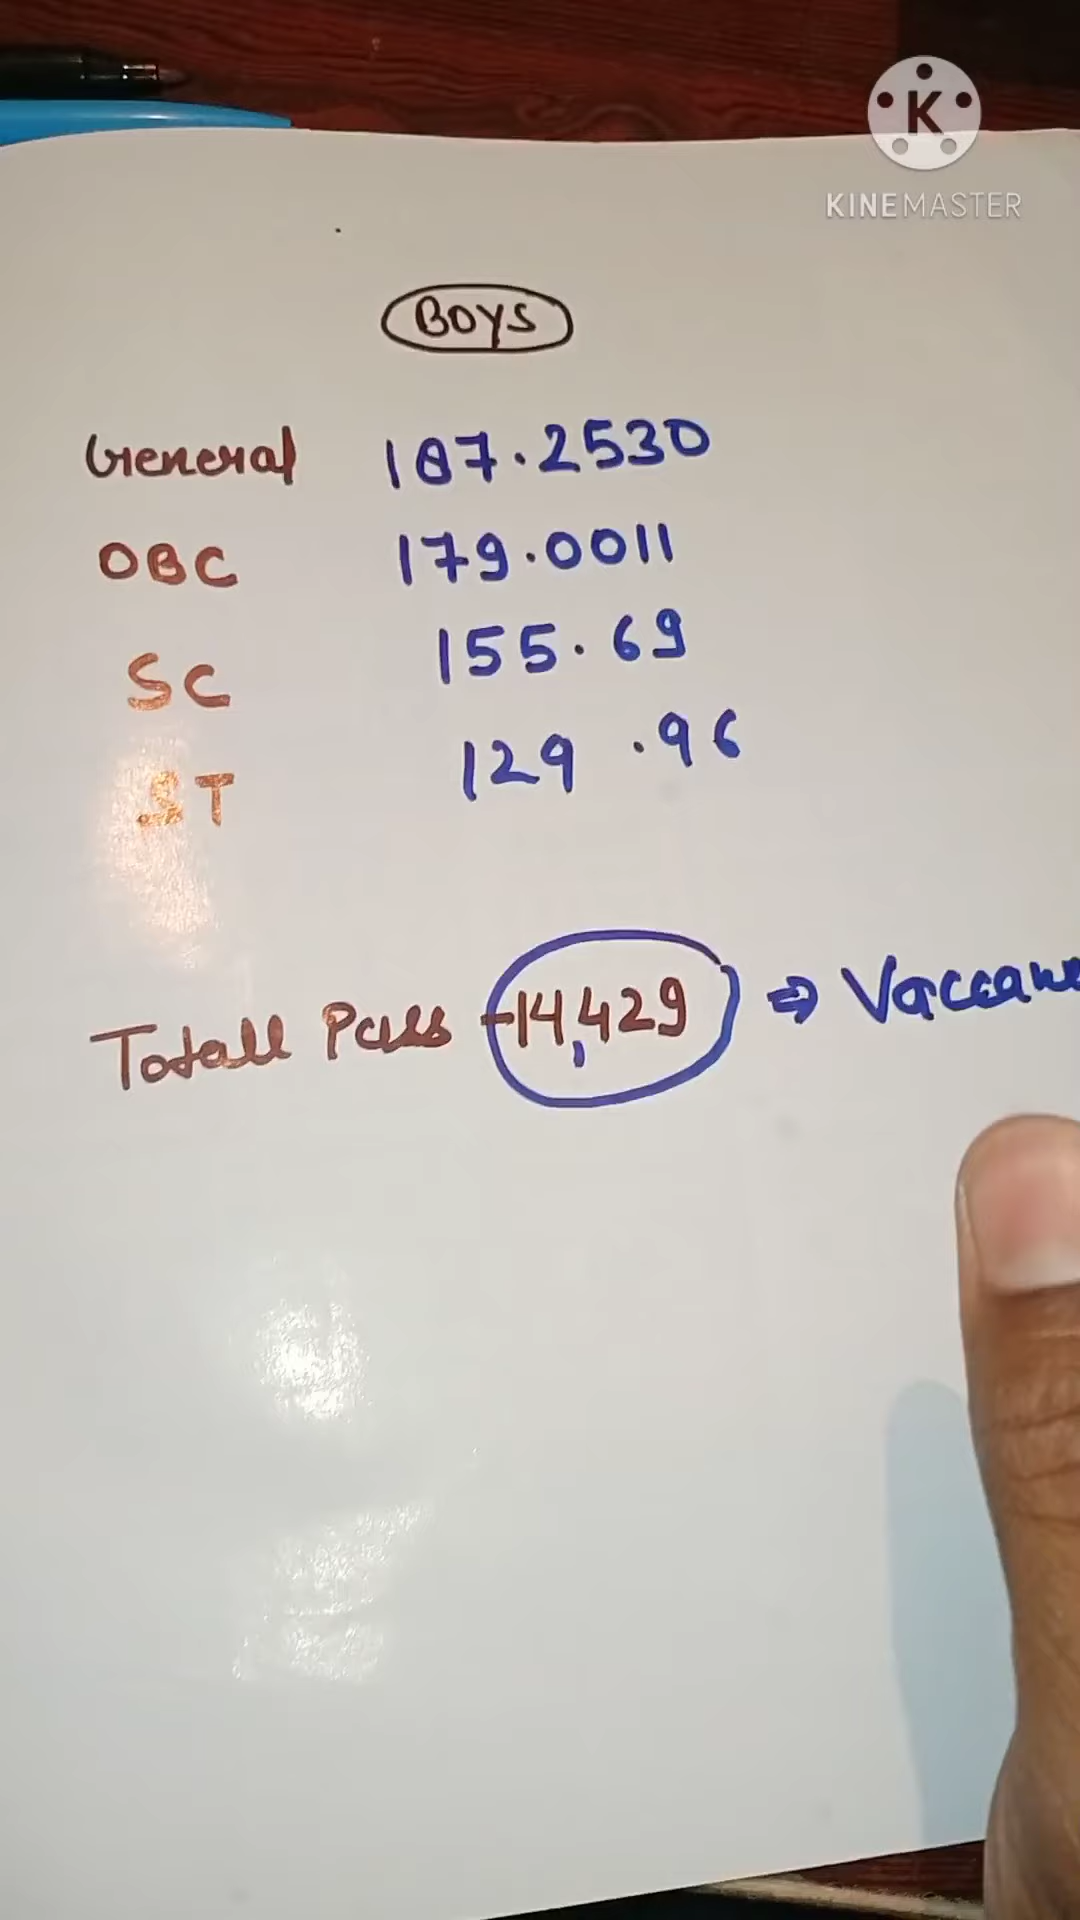 KINEMASTER
Boys
General 187.2530
OBC 179.0011
SC 155.69
ST 129.96
Totall Pass - 14,429 ⇒